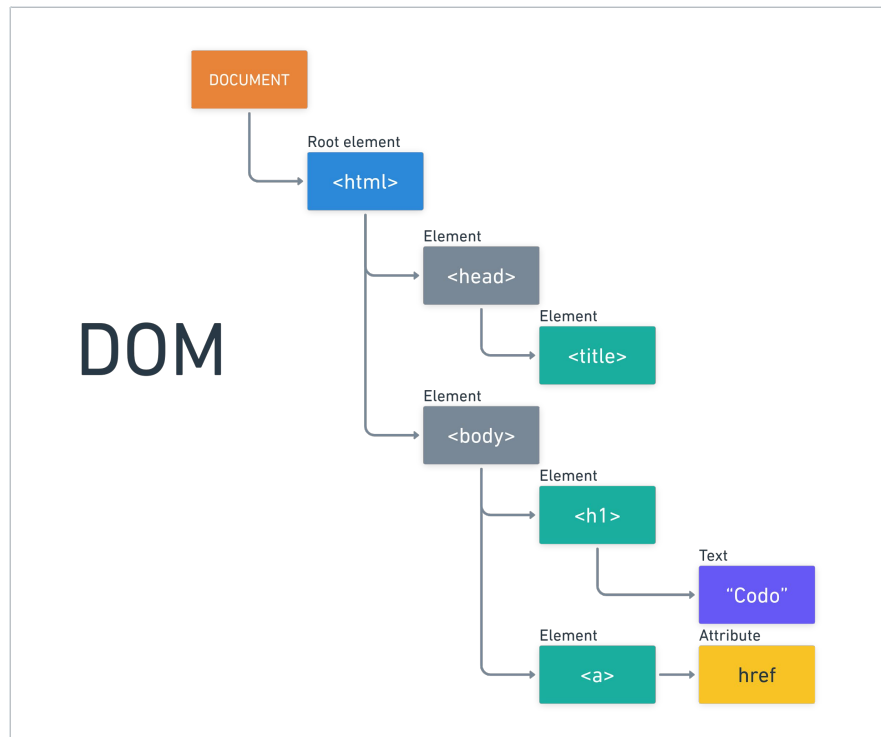 DOCUMENT
Root element
<html>
Element
<head>
DOM
Element
<title>
Element
<body>
Element
<h1>
Text
“Codo”
Element
<a>
Attribute
href